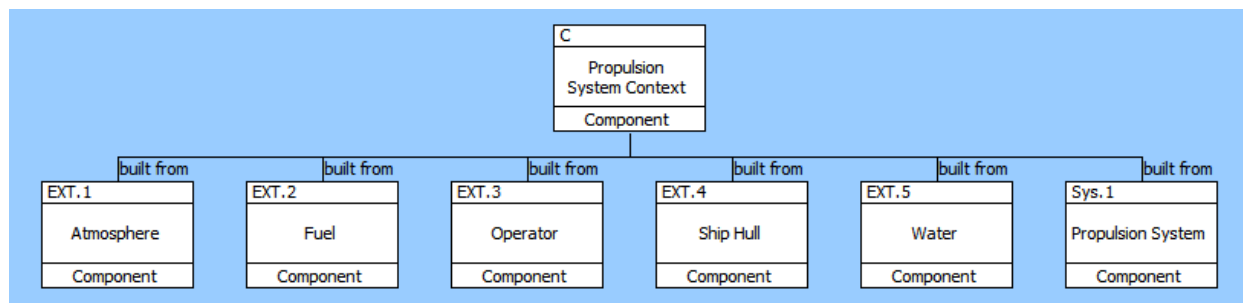 C
Propulsion
System Context
Component
built from
built from
built from
built from
built from
built from
EXT.1
Atmosphere
Component
EXT.2
Fuel
Component
EXT.3
Operator
Component
EXT.4
Ship Hull
Component
EXT.5
Water
Component
Sys.1
Propulsion System
Component